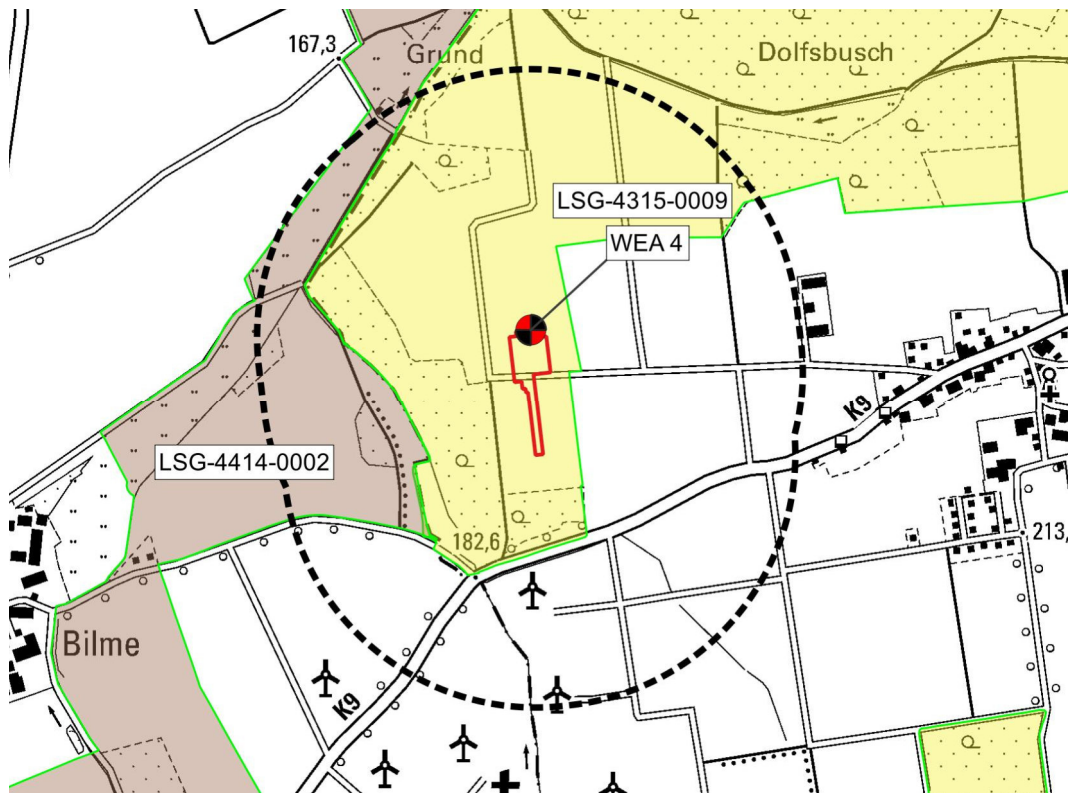 167,3
Grund
Dolfsbusch
LSG-4315-0009
WEA 4
K9
LSG-4414-0002
182,6
213,
Bilme
K9